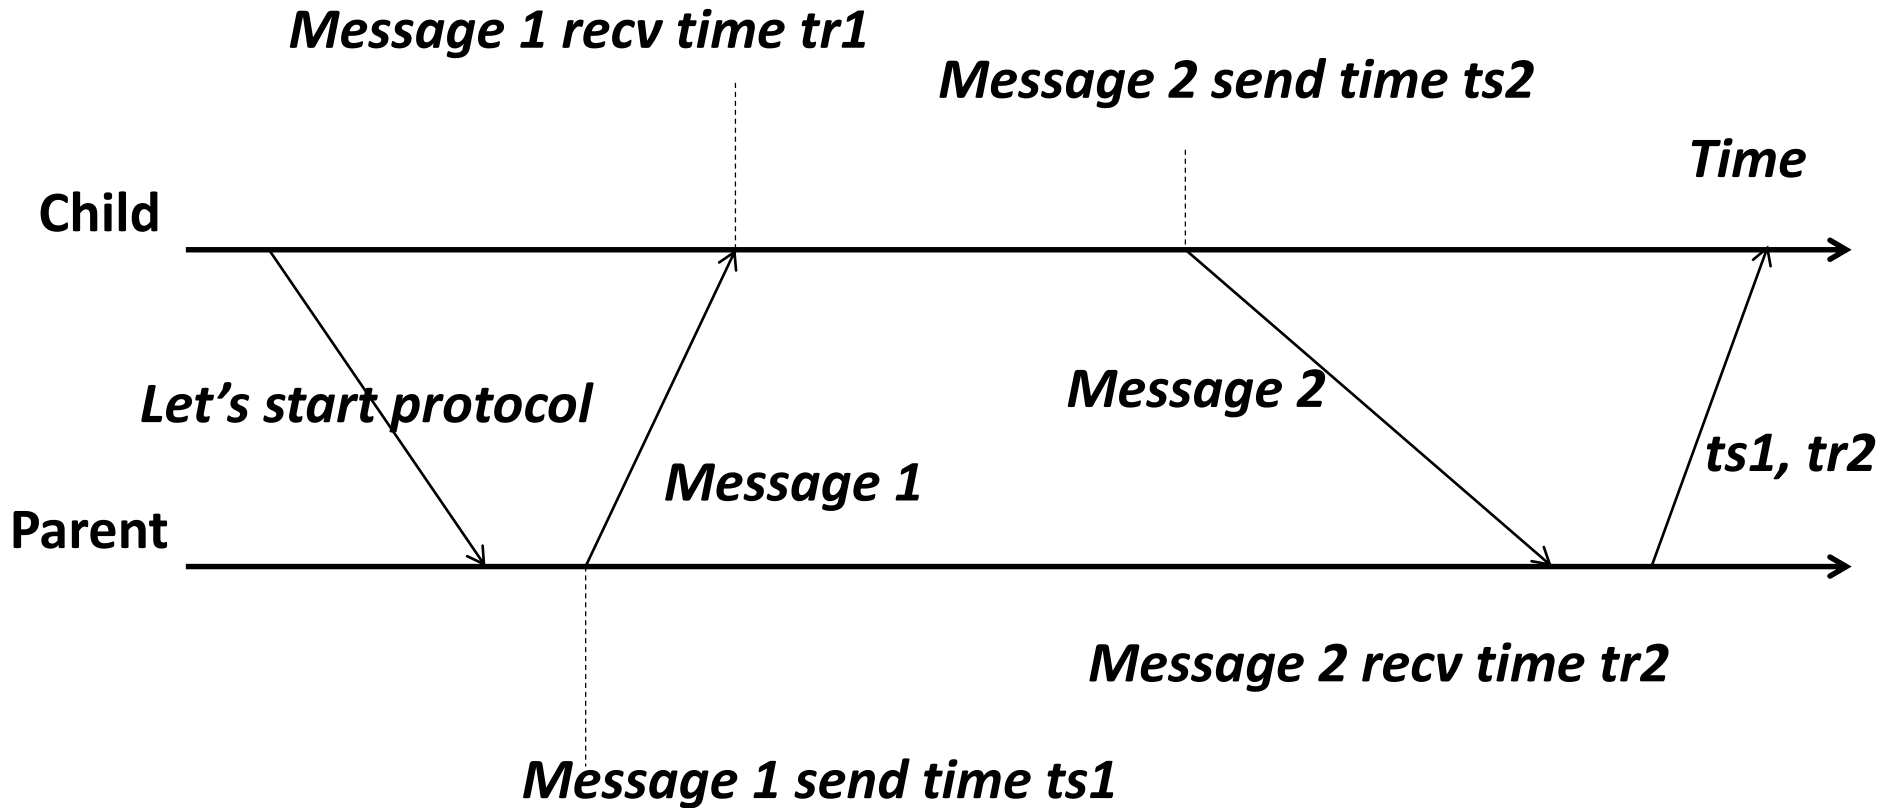 Message 1 recv time tr1
Message 2 send time ts2
Time
Child
Let’s start protocol
Message 1
Message 2
ts1, tr2
Parent
Message 2 recv time tr2
Message 1 send time ts1